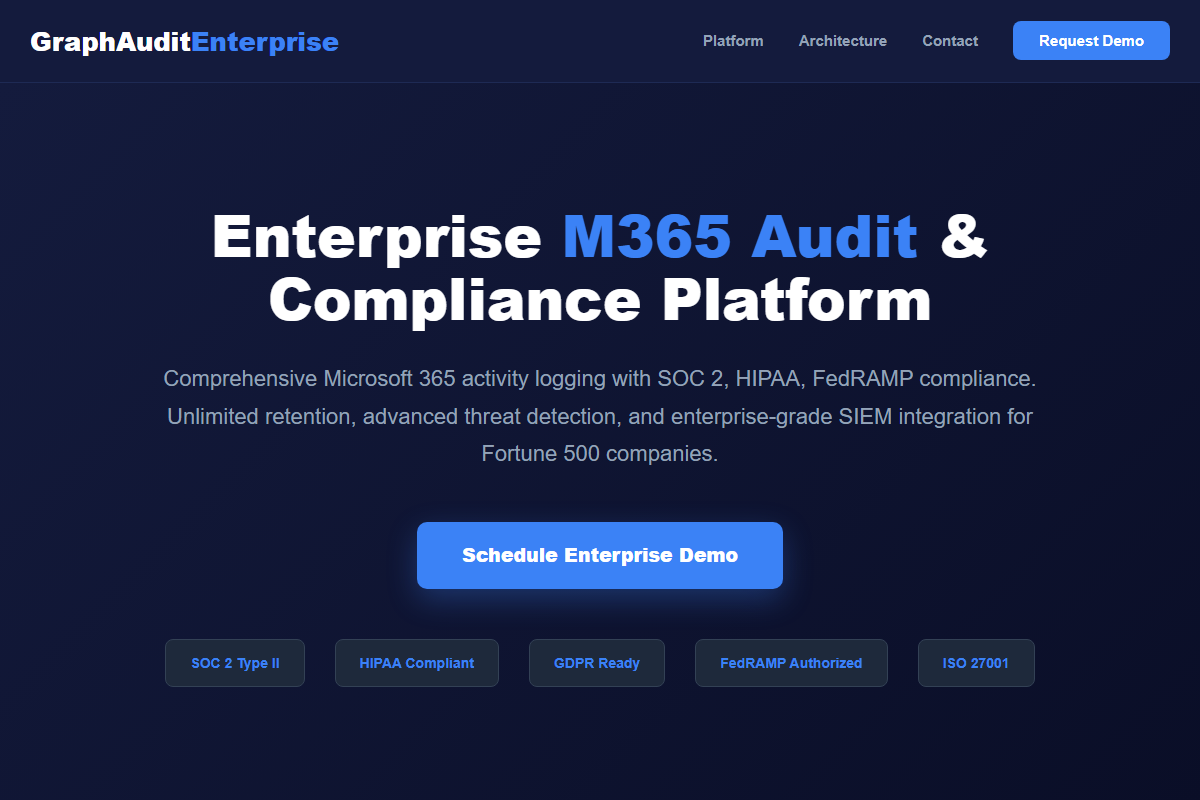 GraphAuditEnterprise
Platform
Architecture
Contact
Request Demo
Enterprise M365 Audit &
Compliance Platform
Comprehensive Microsoft 365 activity logging with SOC 2, HIPAA, FedRAMP compliance.
Unlimited retention, advanced threat detection, and enterprise-grade SIEM integration for
Fortune 500 companies.
Schedule Enterprise Demo
SOC 2 Type II
HIPAA Compliant
GDPR Ready
FedRAMP Authorized
ISO 27001